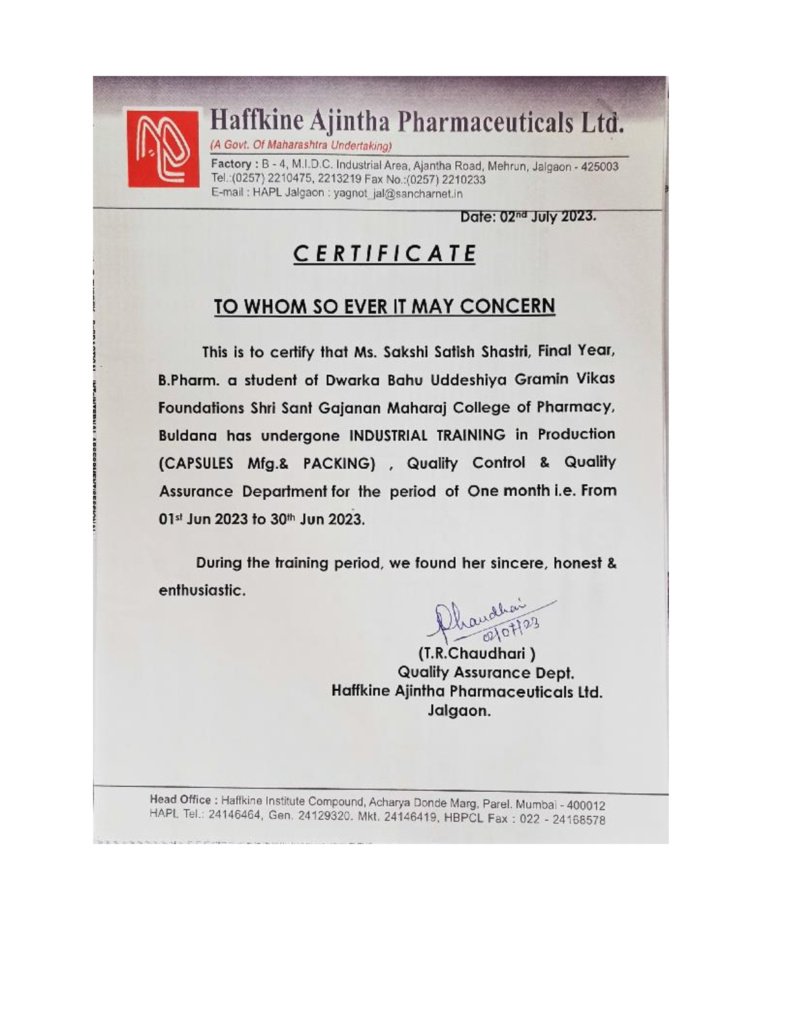 Haffkine Ajintha Pharmaceuticals Ltd.
(A Govt. Of Maharashtra Undertaking)
Factory : B - 4, M.I.D.C. Industrial Area, Ajantha Road, Mehrun, Jalgaon - 425003
Tel.:(0257) 2210475, 2213219 Fax No.:(0257) 2210233
E-mail : HAPL Jalgaon : yagnot_jal@sancharnet.in
Date: 02nd July 2023.
CERTIFICATE
TO WHOM SO EVER IT MAY CONCERN
This is to certify that Ms. Sakshi Satish Shastri, Final Year,
B.Pharm. a student of Dwarka Bahu Uddeshiya Gramin Vikas
Foundations Shri Sant Gajanan Maharaj College of Pharmacy,
Buldana has undergone INDUSTRIAL TRAINING in Production
(CAPSULES Mfg.& PACKING) , Quality Control & Quality
Assurance Department for the period of One month i.e. From
01st Jun 2023 to 30th Jun 2023.
During the training period, we found her sincere, honest &
enthusiastic.
Chaudhari
02/07/23
(T.R.Chaudhari )
Quality Assurance Dept.
Haffkine Ajintha Pharmaceuticals Ltd.
Jalgaon.
Head Office : Haffkine Institute Compound, Acharya Donde Marg, Parel. Mumbai - 400012
HAPL Tel.: 24146464, Gen. 24129320, Mkt. 24146419, HBPCL Fax : 022 - 24168578